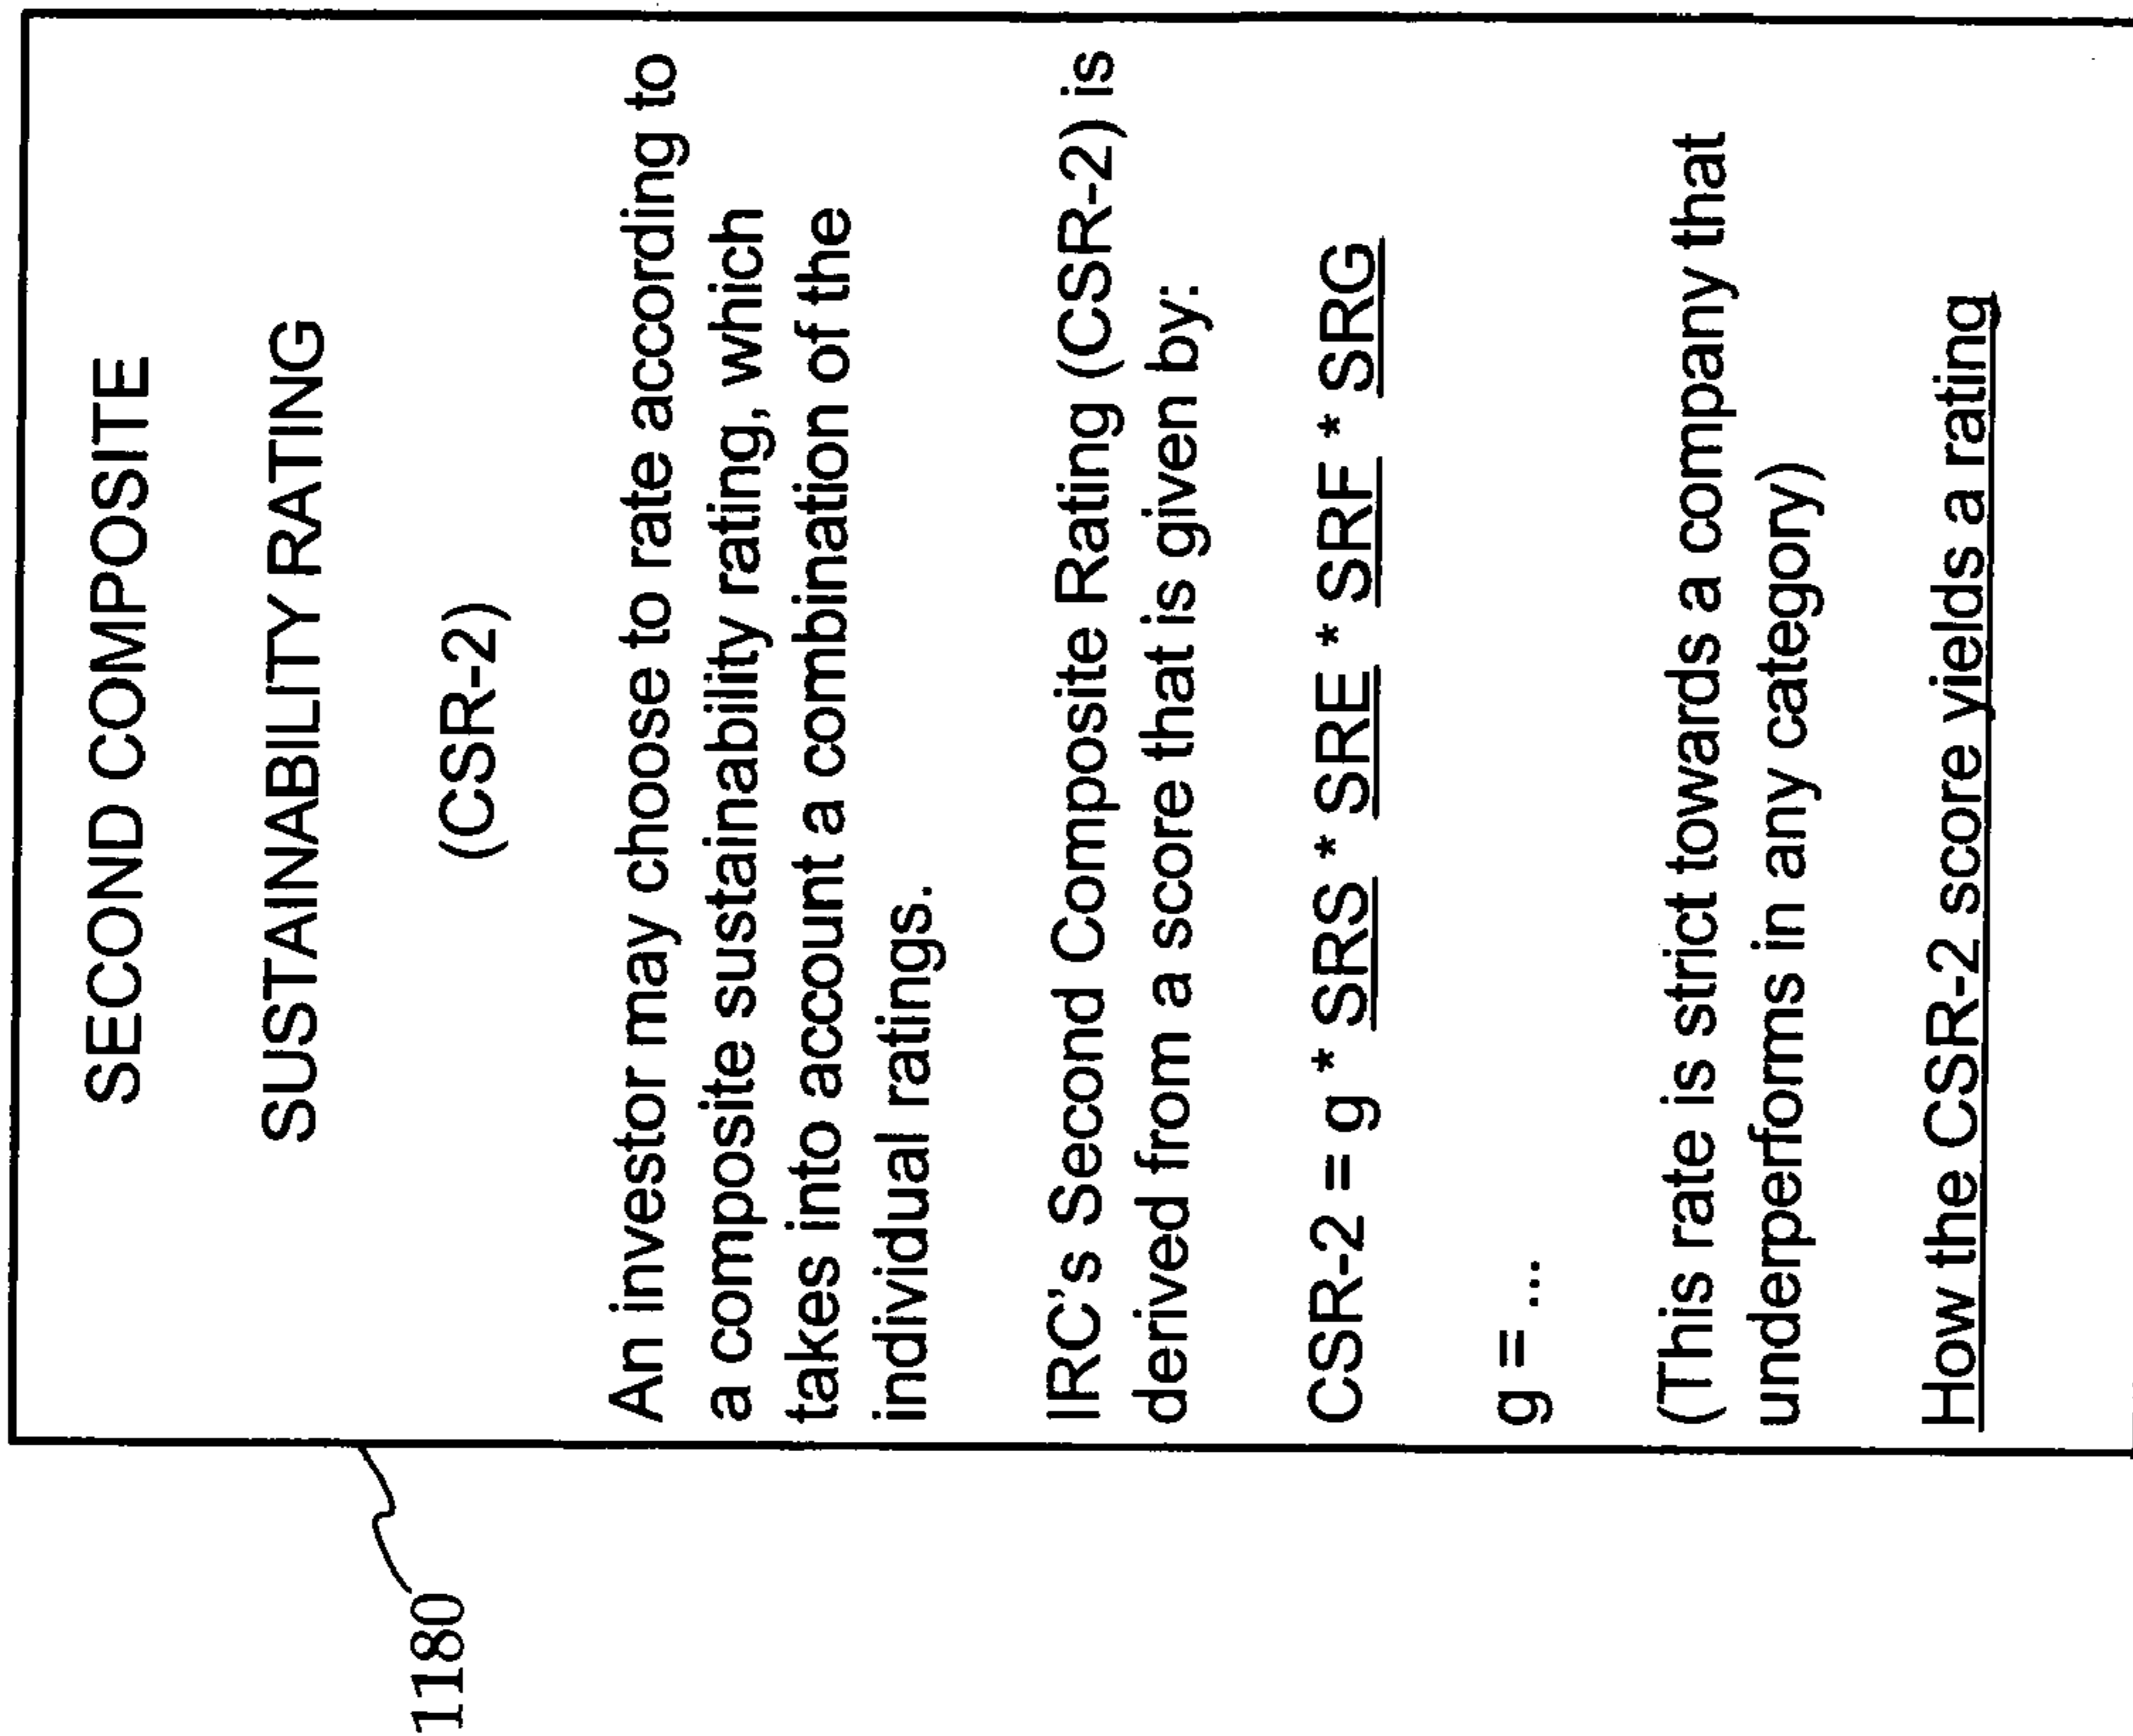 SECOND COMPOSITE
SUSTAINABILITY RATING
(CSR-2)
An investor may choose to rate according to
a composite sustainability rating, which
takes into account a combination of the
individual ratings.
IRC's Second Composite Rating (CSR-2) is
derived from a score that is given by:
CSR-2 = g * SRS * SRE * SRF * SRG
g = ...
(This rate is strict towards a company that
underperforms in any category)
How the CSR-2 score yields a rating
1180